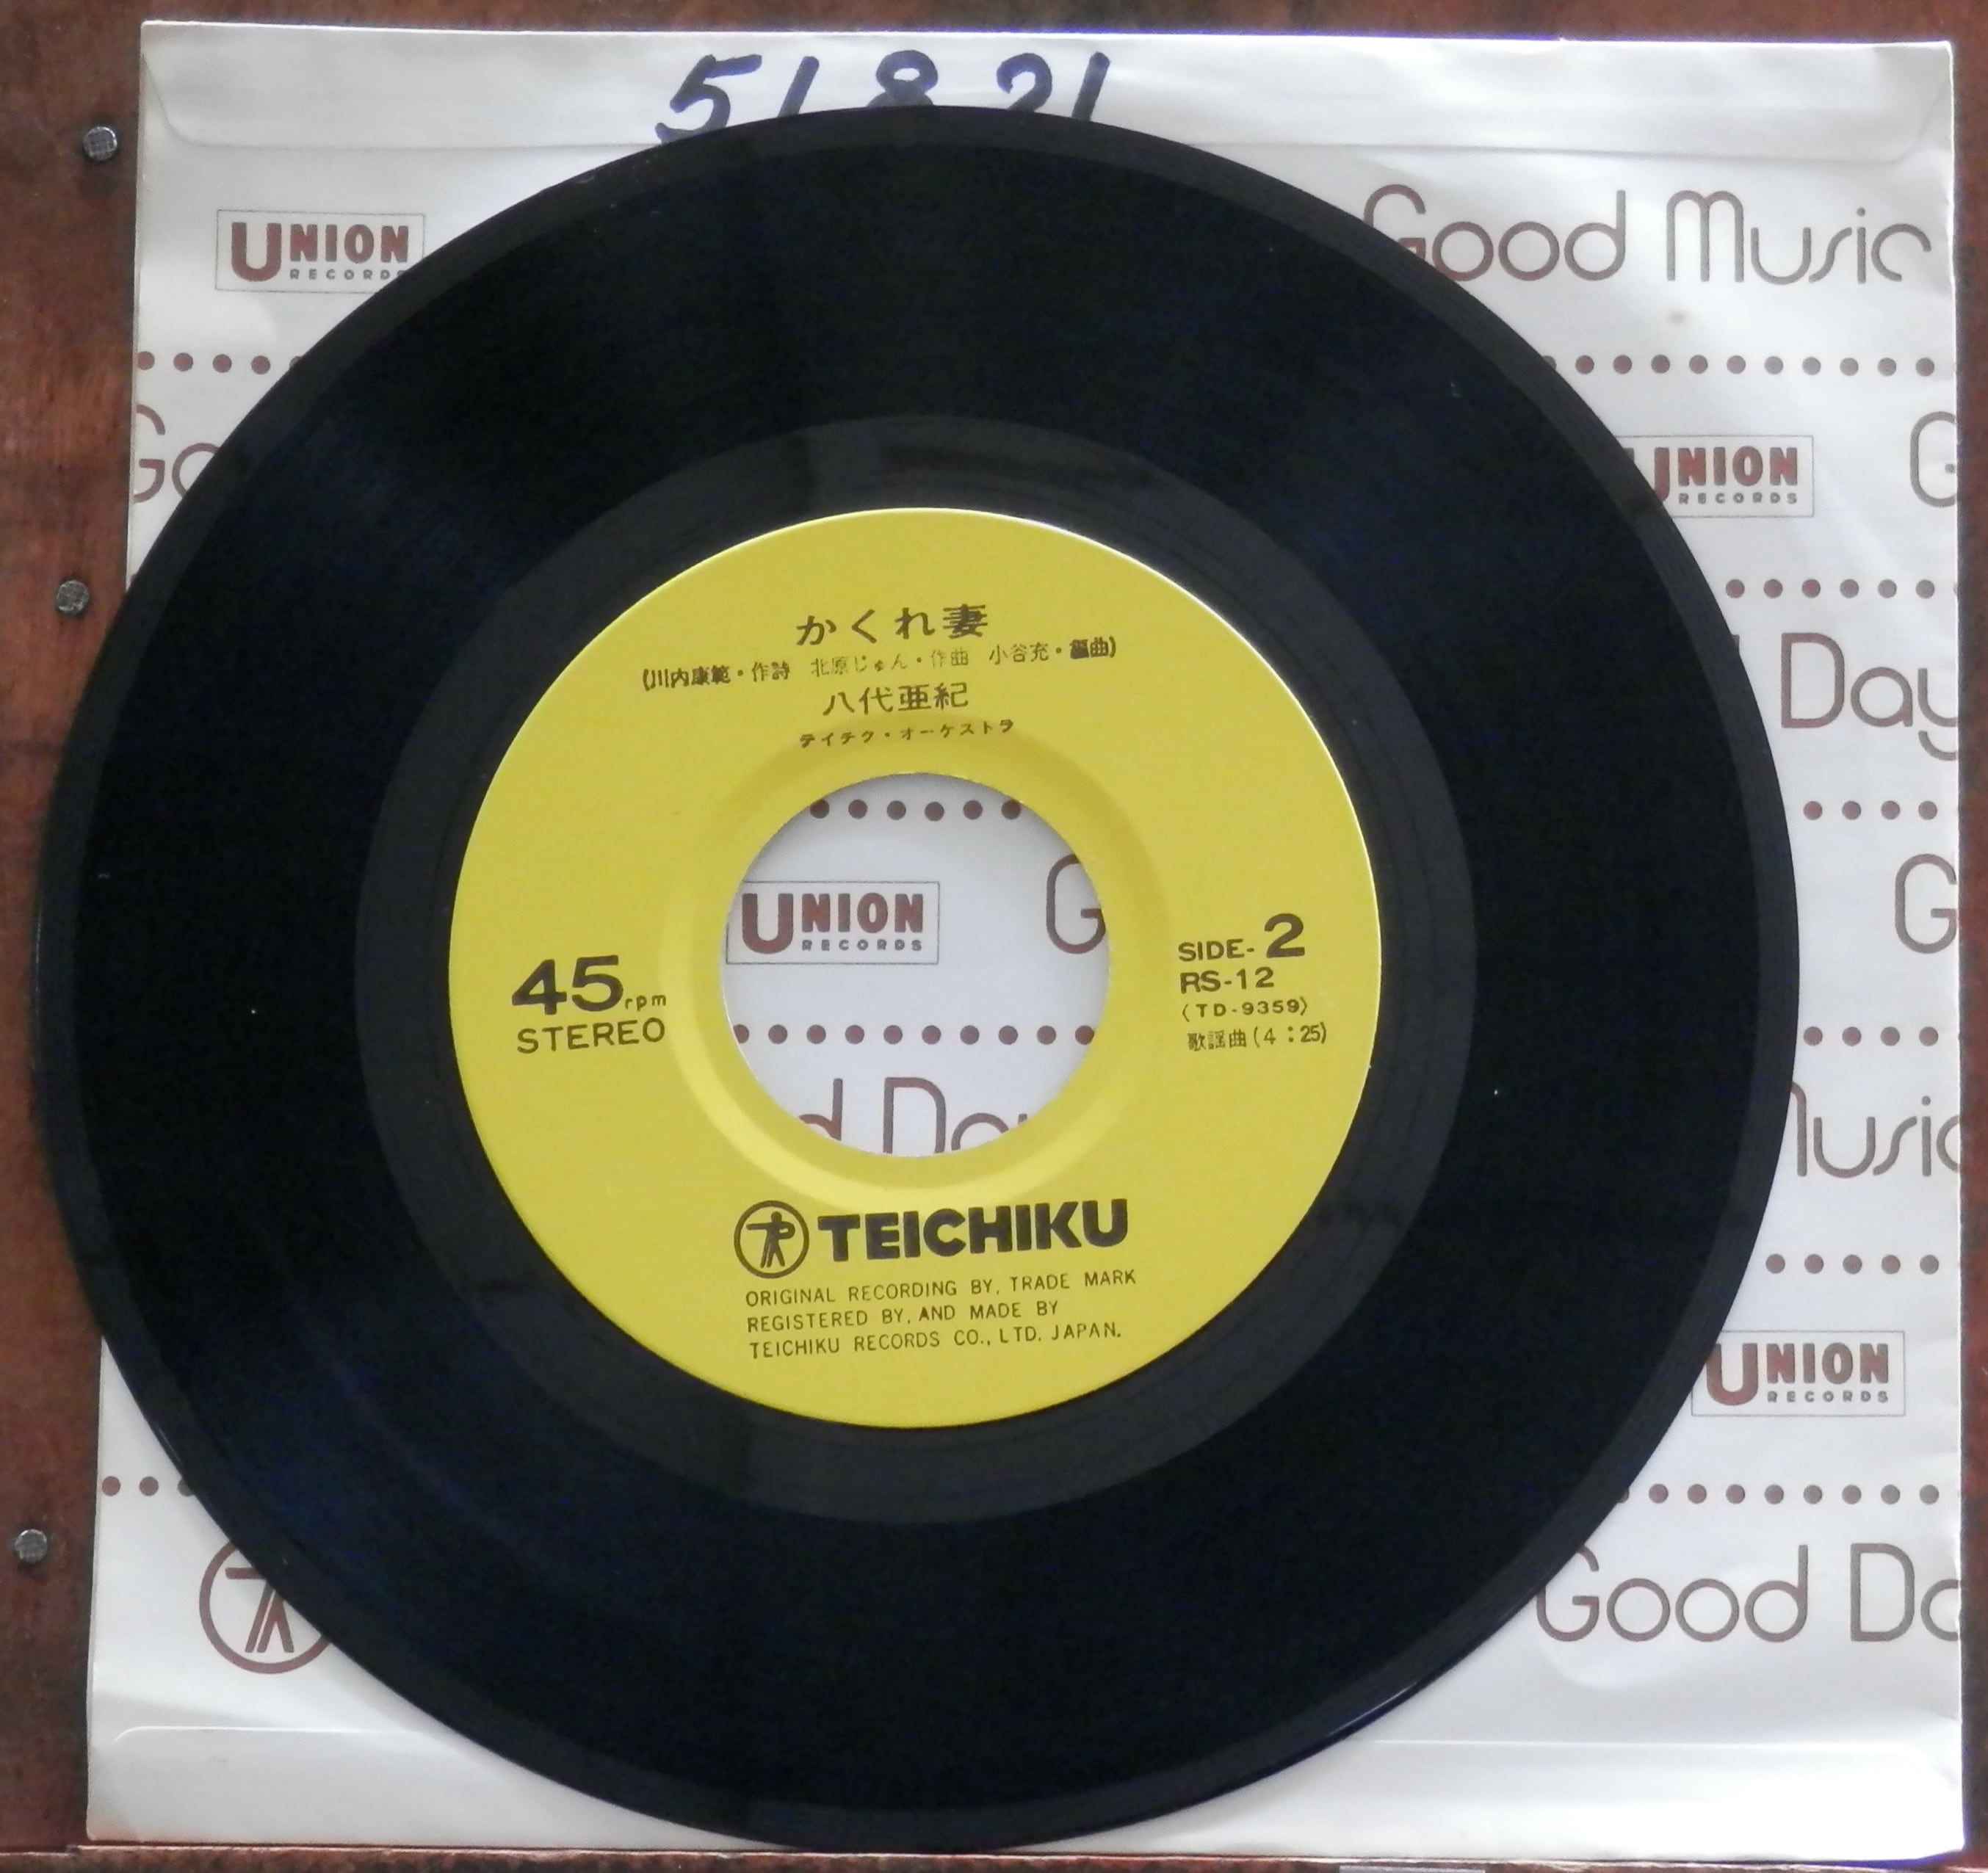 51821
UNION
RECORDS
Good Music
UNION
RECORDS
Day
かくれ妻
(川内康範・作詩 北原じゅん・作曲 小谷充・編曲)
八代亜紀
テイチク・オーケストラ
UNION
RECORDS
45rpm
STEREO
SIDE-2
RS-12
〈TD-9359〉
歌謡曲(4:25)
TEICHIKU
ORIGINAL RECORDING BY, TRADE MARK
REGISTERED BY, AND MADE BY
TEICHIKU RECORDS CO., LTD. JAPAN.
Music
UNION
RECORDS
Good